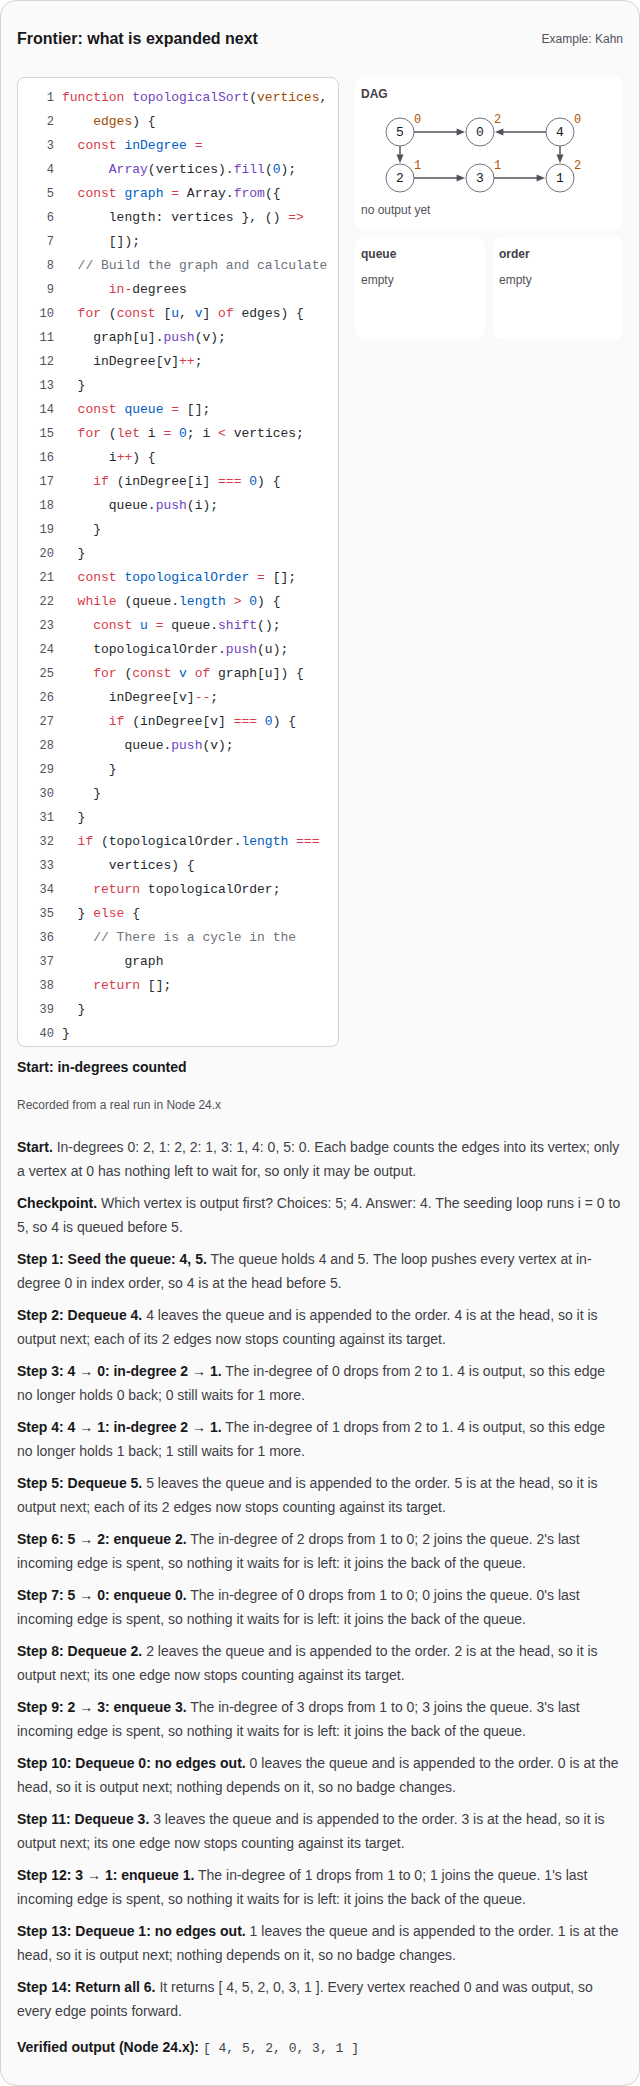 Frontier: what is expanded next
Example: Kahn
1 function topologicalSort(vertices,
2 edges) {
3 const inDegree =
4 Array(vertices).fill(0);
5 const graph = Array.from({
6 length: vertices }, () =>
7 []);
8 // Build the graph and calculate
9 in-degrees
10 for (const [u, v] of edges) {
11 graph[u].push(v);
12 inDegree[v]++;
13 }
14 const queue = [];
15 for (let i = 0; i < vertices;
16 i++) {
17 if (inDegree[i] === 0) {
18 queue.push(i);
19 }
20 }
21 const topologicalOrder = [];
22 while (queue.length > 0) {
23 const u = queue.shift();
24 topologicalOrder.push(u);
25 for (const v of graph[u]) {
26 inDegree[v]--;
27 if (inDegree[v] === 0) {
28 queue.push(v);
29 }
30 }
31 }
32 if (topologicalOrder.length ===
33 vertices) {
34 return topologicalOrder;
35 } else {
36 // There is a cycle in the
37 graph
38 return [];
39 }
40 }
DAG
0 2 0
5 0 4
1 1 2
2 3 1
no output yet
queue
empty
order
empty
Start: in-degrees counted
Recorded from a real run in Node 24.x
Start. In-degrees 0: 2, 1: 2, 2: 1, 3: 1, 4: 0, 5: 0. Each badge counts the edges into its vertex; only
a vertex at 0 has nothing left to wait for, so only it may be output.
Checkpoint. Which vertex is output first? Choices: 5; 4. Answer: 4. The seeding loop runs i = 0 to
5, so 4 is queued before 5.
Step 1: Seed the queue: 4, 5. The queue holds 4 and 5. The loop pushes every vertex at in-
degree 0 in index order, so 4 is at the head before 5.
Step 2: Dequeue 4. 4 leaves the queue and is appended to the order. 4 is at the head, so it is
output next; each of its 2 edges now stops counting against its target.
Step 3: 4 → 0: in-degree 2 → 1. The in-degree of 0 drops from 2 to 1. 4 is output, so this edge
no longer holds 0 back; 0 still waits for 1 more.
Step 4: 4 → 1: in-degree 2 → 1. The in-degree of 1 drops from 2 to 1. 4 is output, so this edge
no longer holds 1 back; 1 still waits for 1 more.
Step 5: Dequeue 5. 5 leaves the queue and is appended to the order. 5 is at the head, so it is
output next; each of its 2 edges now stops counting against its target.
Step 6: 5 → 2: enqueue 2. The in-degree of 2 drops from 1 to 0; 2 joins the queue. 2's last
incoming edge is spent, so nothing it waits for is left: it joins the back of the queue.
Step 7: 5 → 0: enqueue 0. The in-degree of 0 drops from 1 to 0; 0 joins the queue. 0's last
incoming edge is spent, so nothing it waits for is left: it joins the back of the queue.
Step 8: Dequeue 2. 2 leaves the queue and is appended to the order. 2 is at the head, so it is
output next; its one edge now stops counting against its target.
Step 9: 2 → 3: enqueue 3. The in-degree of 3 drops from 1 to 0; 3 joins the queue. 3's last
incoming edge is spent, so nothing it waits for is left: it joins the back of the queue.
Step 10: Dequeue 0: no edges out. 0 leaves the queue and is appended to the order. 0 is at the
head, so it is output next; nothing depends on it, so no badge changes.
Step 11: Dequeue 3. 3 leaves the queue and is appended to the order. 3 is at the head, so it is
output next; its one edge now stops counting against its target.
Step 12: 3 → 1: enqueue 1. The in-degree of 1 drops from 1 to 0; 1 joins the queue. 1's last
incoming edge is spent, so nothing it waits for is left: it joins the back of the queue.
Step 13: Dequeue 1: no edges out. 1 leaves the queue and is appended to the order. 1 is at the
head, so it is output next; nothing depends on it, so no badge changes.
Step 14: Return all 6. It returns [ 4, 5, 2, 0, 3, 1 ]. Every vertex reached 0 and was output, so
every edge points forward.
Verified output (Node 24.x): [ 4, 5, 2, 0, 3, 1 ]